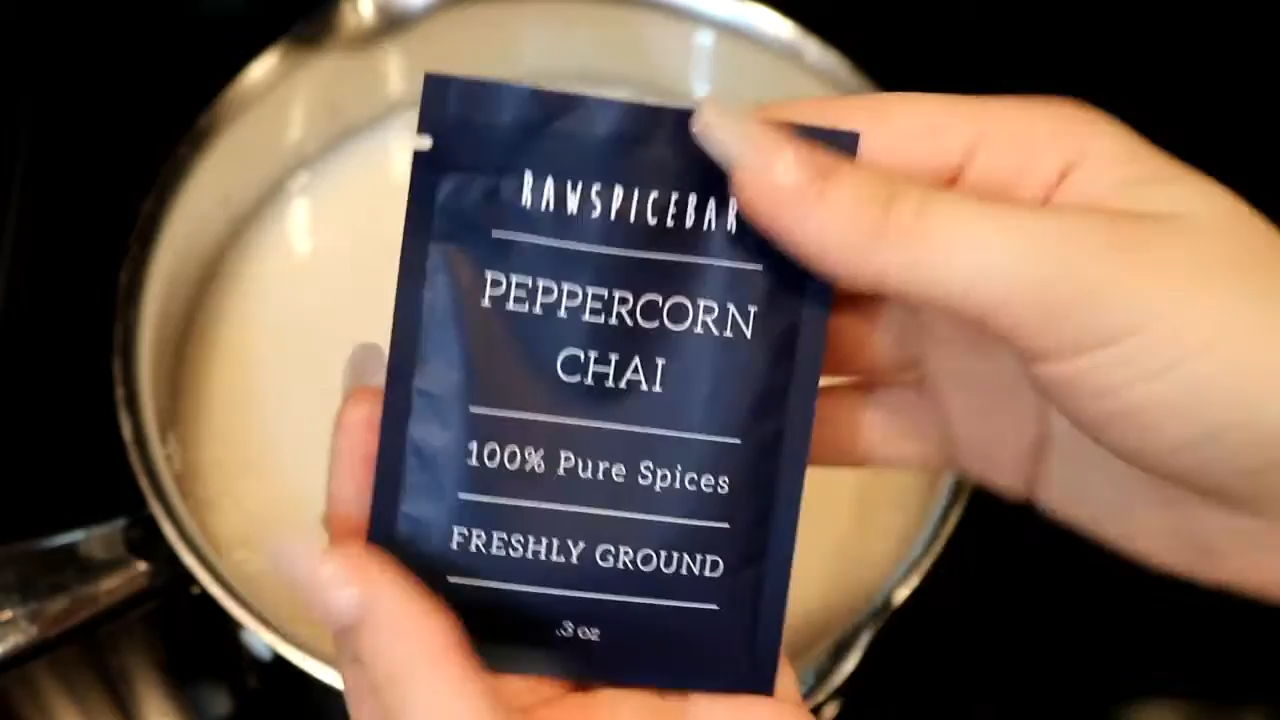 RAWSPICEBAR
PEPPERCORN
CHAI
100% Pure Spices
FRESHLY GROUND
.3 oz